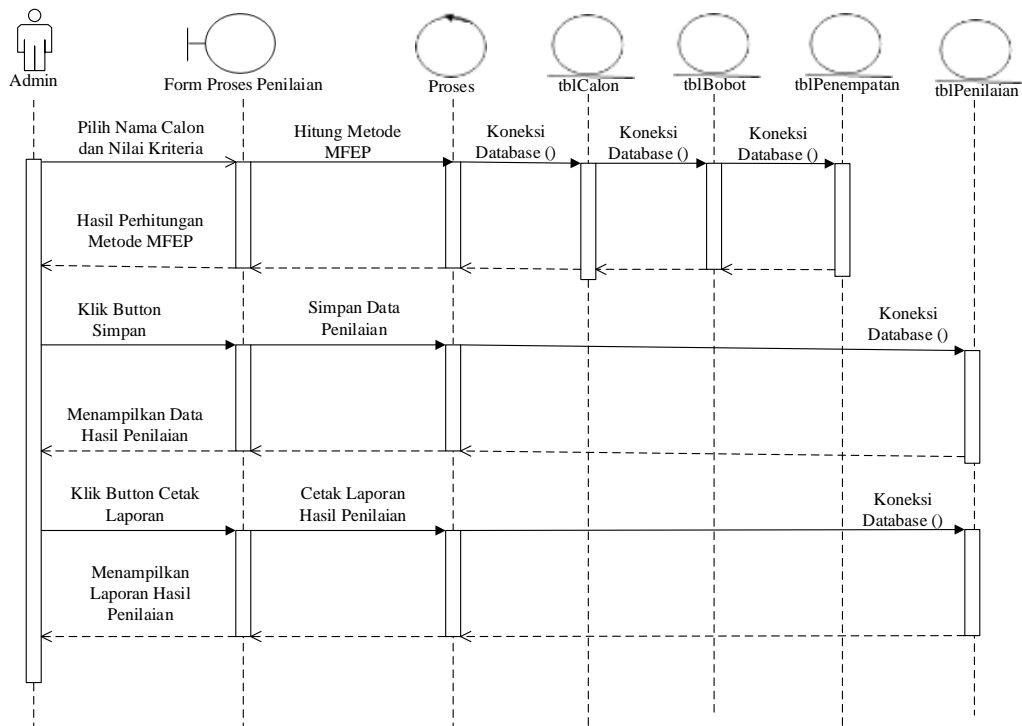 Admin
Form Proses Penilaian
Proses
tblCalon
tblBobot
tblPenempatan
tblPenilaian
Pilih Nama Calon
dan Nilai Kriteria
Hitung Metode
MFEP
Koneksi
Database ()
Koneksi
Database ()
Koneksi
Database ()
Hasil Perhitungan
Metode MFEP
Klik Button
Simpan
Simpan Data
Penilaian
Koneksi
Database ()
Menampilkan Data
Hasil Penilaian
Klik Button Cetak
Laporan
Cetak Laporan
Hasil Penilaian
Koneksi
Database ()
Menampilkan
Laporan Hasil
Penilaian